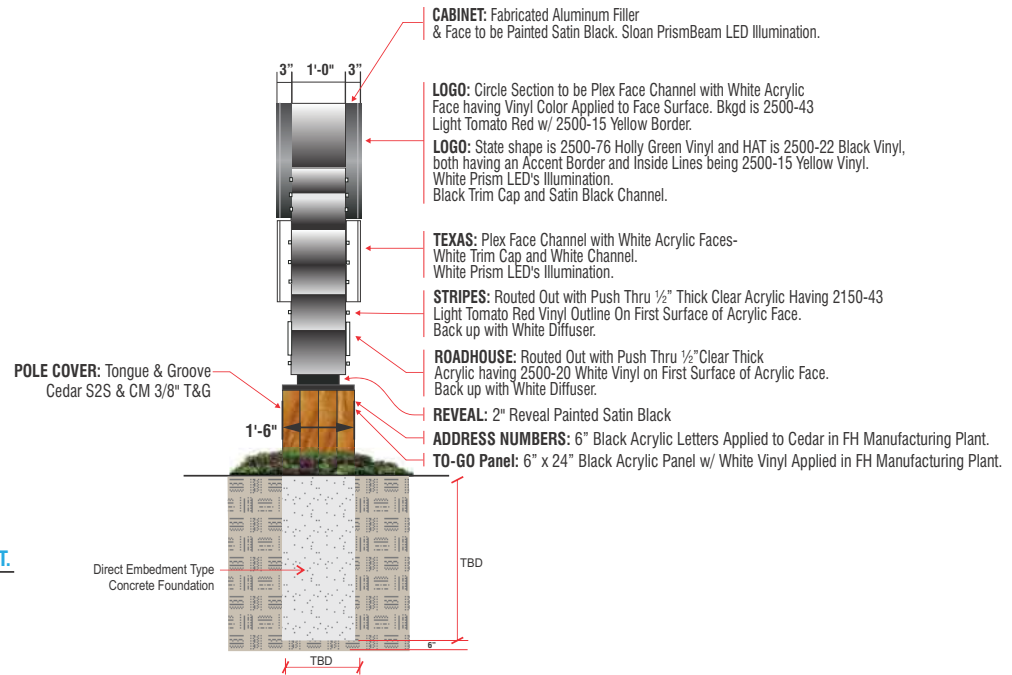 CABINET: Fabricated Aluminum Filler
& Face to be Painted Satin Black. Sloan PrismBeam LED Illumination.
3” 1'-0" 3”
LOGO: Circle Section to be Plex Face Channel with White Acrylic
Face having Vinyl Color Applied to Face Surface. Bkgd is 2500-43
Light Tomato Red w/ 2500-15 Yellow Border.
LOGO: State shape is 2500-76 Holly Green Vinyl and HAT is 2500-22 Black Vinyl,
both having an Accent Border and Inside Lines being 2500-15 Yellow Vinyl.
White Prism LED's Illumination.
Black Trim Cap and Satin Black Channel.
TEXAS: Plex Face Channel with White Acrylic Faces-
White Trim Cap and White Channel.
White Prism LED's Illumination.
STRIPES: Routed Out with Push Thru ½” Thick Clear Acrylic Having 2150-43
Light Tomato Red Vinyl Outline On First Surface of Acrylic Face.
Back up with White Diffuser.
ROADHOUSE: Routed Out with Push Thru ½”Clear Thick
Acrylic having 2500-20 White Vinyl on First Surface of Acrylic Face.
Back up with White Diffuser.
POLE COVER: Tongue & Groove
Cedar S2S & CM 3/8" T&G
REVEAL: 2" Reveal Painted Satin Black
1'-6"
ADDRESS NUMBERS: 6” Black Acrylic Letters Applied to Cedar in FH Manufacturing Plant.
TO-GO Panel: 6” x 24” Black Acrylic Panel w/ White Vinyl Applied in FH Manufacturing Plant.
T.
TBD
Direct Embedment Type
Concrete Foundation
6"
TBD